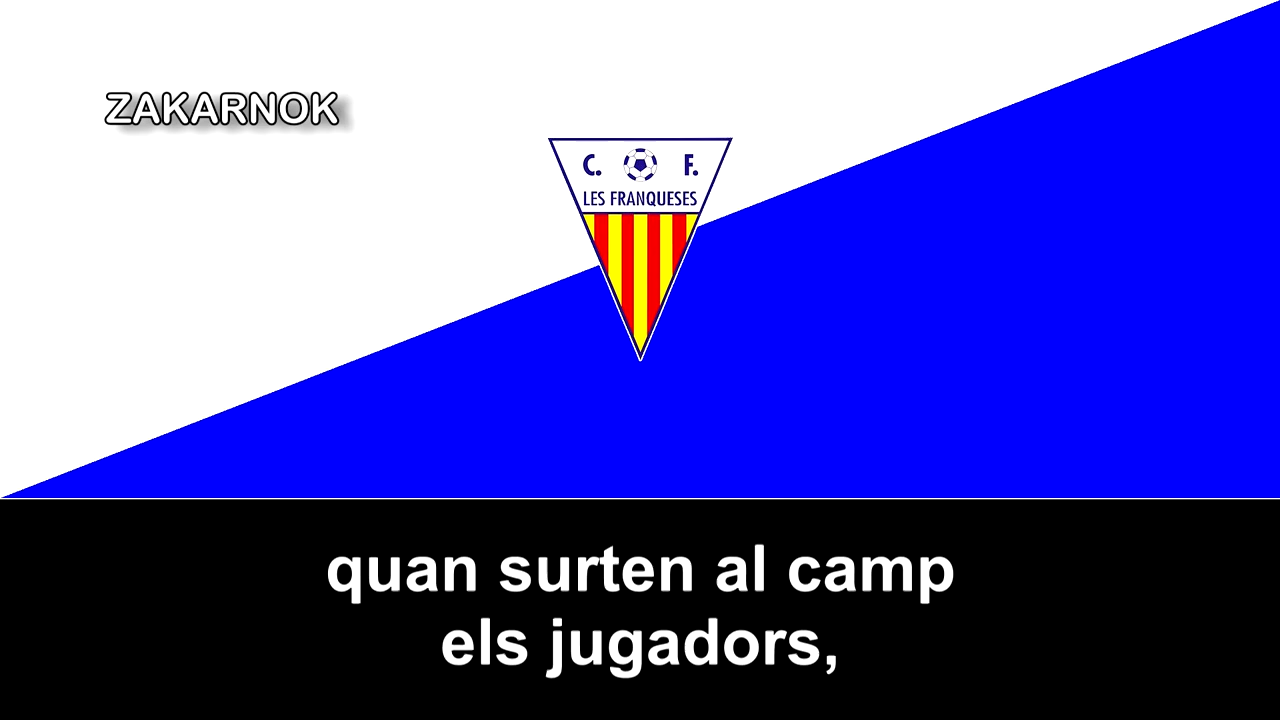 ZAKARNOK
C. F.
LES FRANQUESES
quan surten al camp
els jugadors,